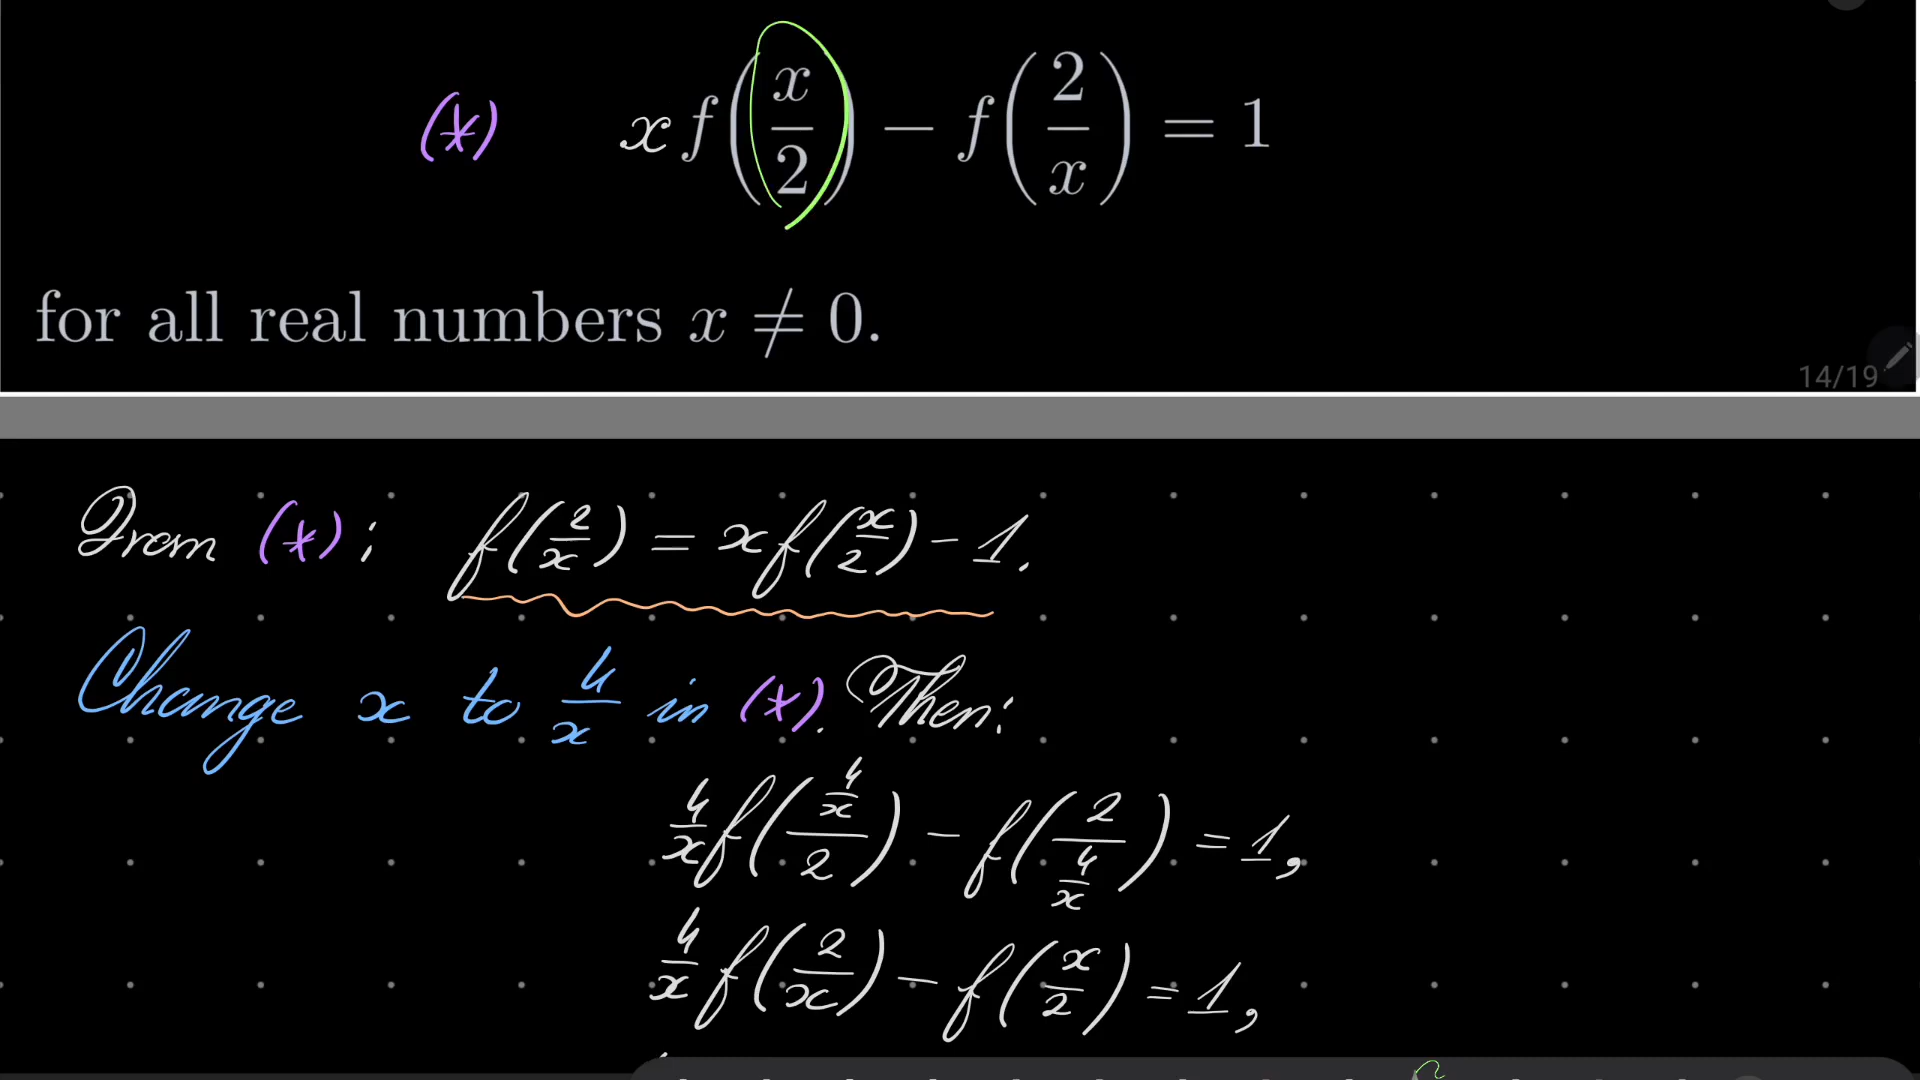 (*) x f(x/2) − f(2/x) = 1
for all real numbers x ≠ 0.
14/19
From (*): f(2/x) = x f(x/2) − 1.
Change x to 4/x in (*). Then:
4/x f((4/x)/2) − f(2/(4/x)) = 1,
4/x f(2/x) − f(x/2) = 1,